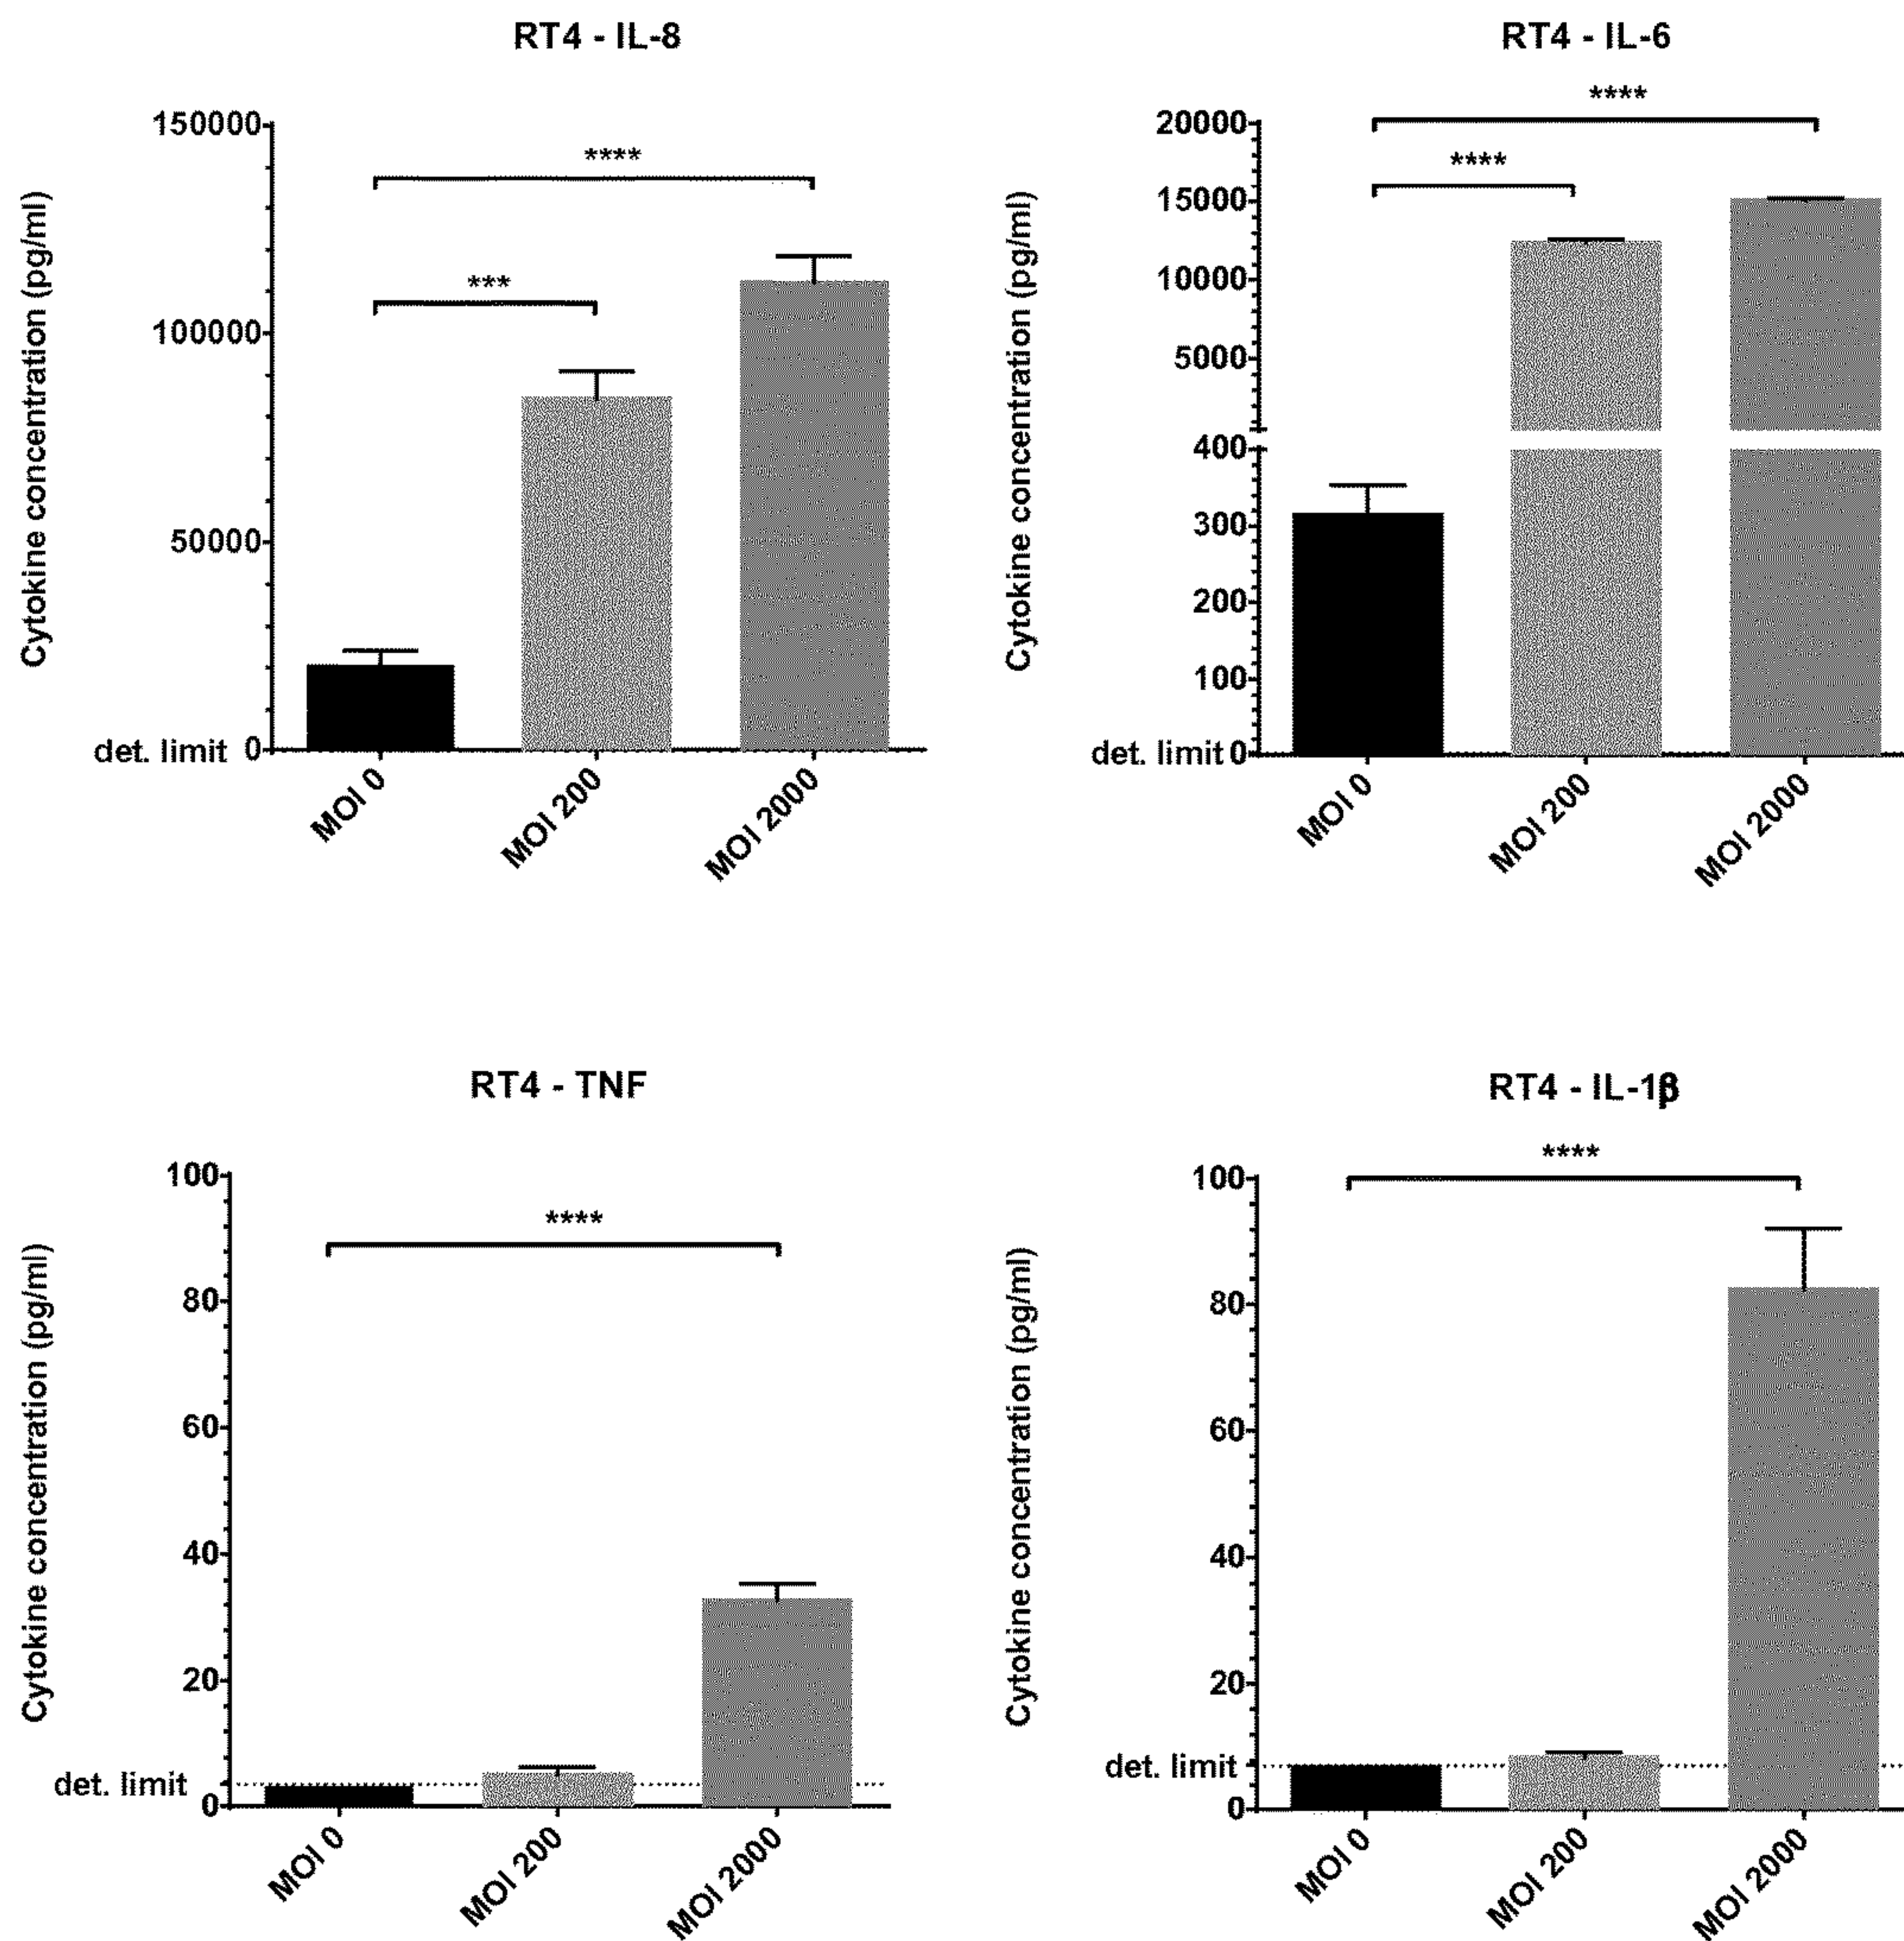 RT4 - IL-8
Cytokine concentration (pg/ml)
150000
100000
50000
det. limit 0
****
***
MOI 0
MOI 200
MOI 2000
RT4 - IL-6
Cytokine concentration (pg/ml)
20000
15000
10000
5000
400
300
200
100
det. limit 0
****
****
MOI 0
MOI 200
MOI 2000
RT4 - TNF
Cytokine concentration (pg/ml)
100
80
60
40
20
det. limit
0
****
MOI 0
MOI 200
MOI 2000
RT4 - IL-1β
Cytokine concentration (pg/ml)
100
80
60
40
20
det. limit
0
****
MOI 0
MOI 200
MOI 2000